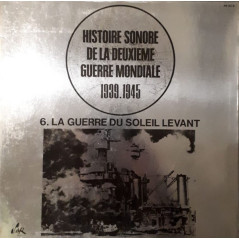 HISTOIRE SONORE
DE LA DEUXIEME
GUERRE MONDIALE
1939.1945
6. LA GUERRE DU SOLEIL LEVANT